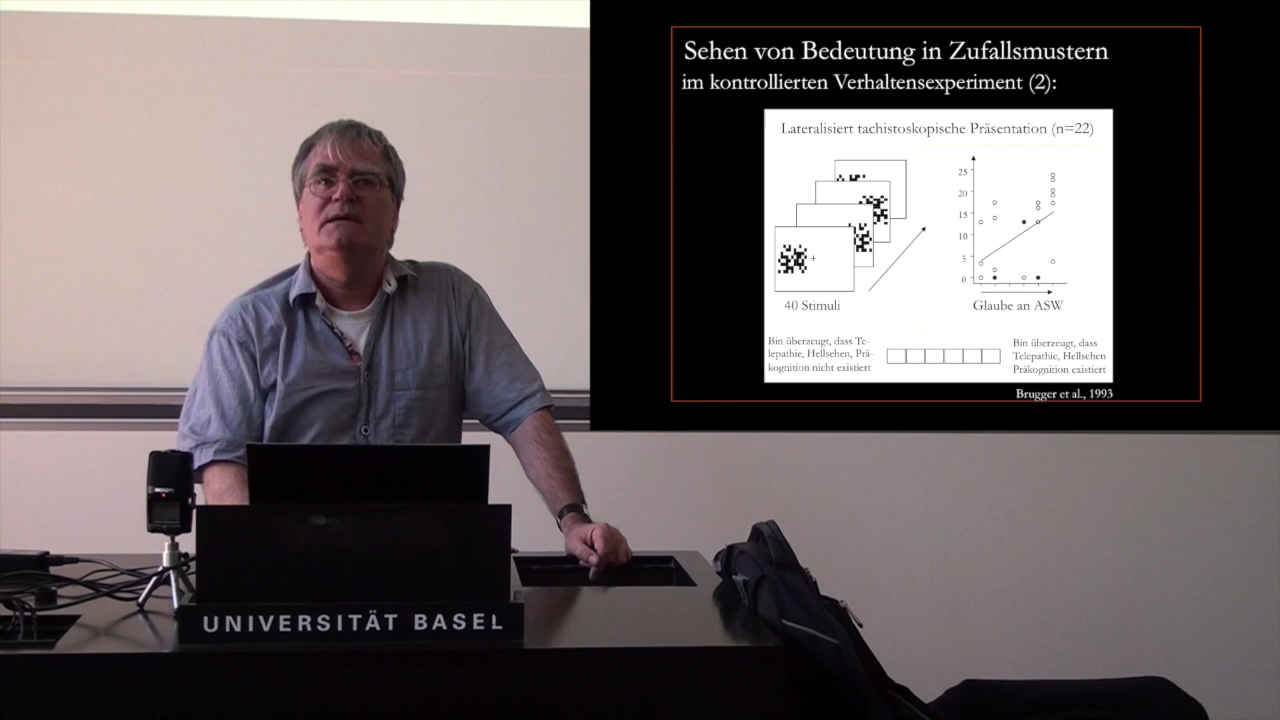 Sehen von Bedeutung in Zufallsmustern
im kontrollierten Verhaltensexperiment (2):
Lateralisiert tachistoskopische Präsentation (n=22)
25
20
15
10
5
0
40 Stimuli
Glaube an ASW
Bin überzeugt, dass Te-
lepathie, Hellsehen, Prä-
kognition nicht existiert
Bin überzeugt, dass
Telepathie, Hellsehen
Präkognition existiert
Brugger et al., 1993
UNIVERSITÄT BASEL